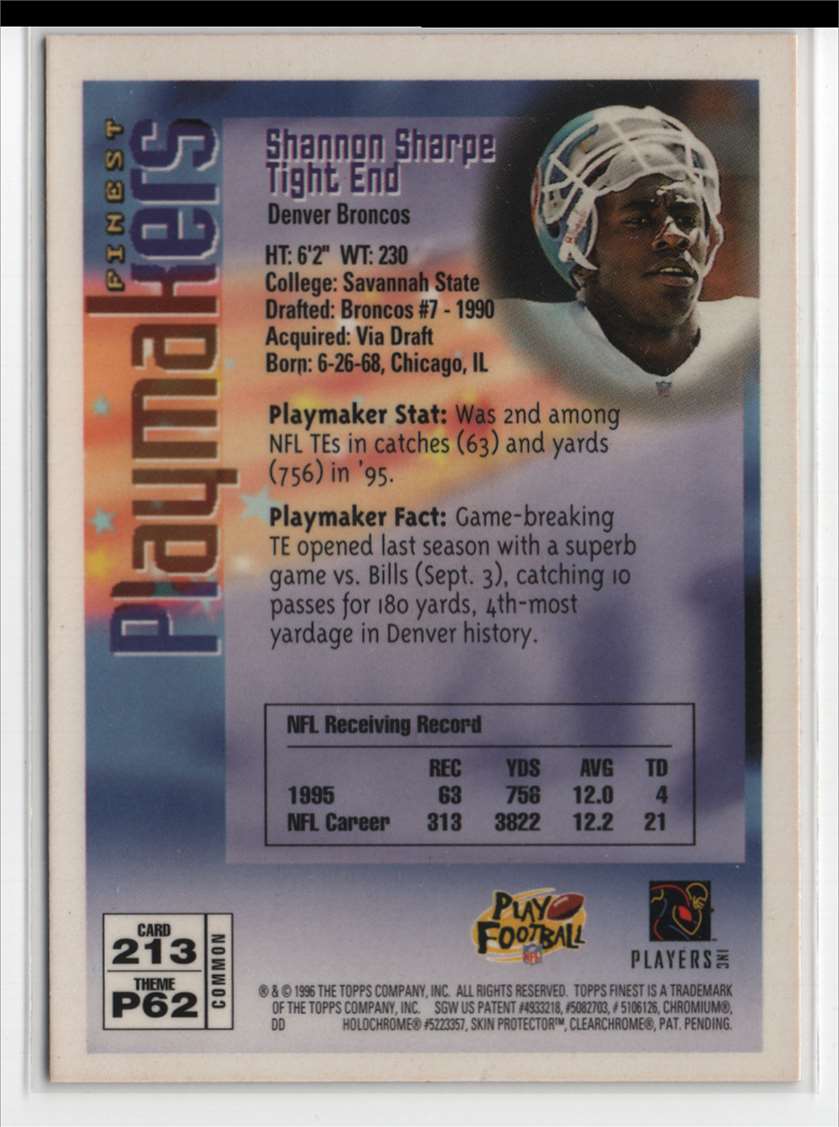 FINEST
Playmakers
Shannon Sharpe
Tight End
Denver Broncos
HT: 6'2" WT: 230
College: Savannah State
Drafted: Broncos #7 - 1990
Acquired: Via Draft
Born: 6-26-68, Chicago, IL
Playmaker Stat: Was 2nd among
NFL TEs in catches (63) and yards
(756) in '95.
Playmaker Fact: Game-breaking
TE opened last season with a superb
game vs. Bills (Sept. 3), catching 10
passes for 180 yards, 4th-most
yardage in Denver history.
NFL Receiving Record
REC YDS AVG TD
1995 63 756 12.0 4
NFL Career 313 3822 12.2 21
CARD
213
THEME
P62
COMMON
PLAY
FOOTBALL
NFL
PLAYERS INC
® & © 1996 THE TOPPS COMPANY, INC. ALL RIGHTS RESERVED. TOPPS FINEST IS A TRADEMARK
OF THE TOPPS COMPANY, INC. SGW US PATENT #4933218, #5082703, # 5106126, CHROMIUM®,
DD HOLOCHROME® #5223357, SKIN PROTECTOR™, CLEARCHROME®, PAT. PENDING.